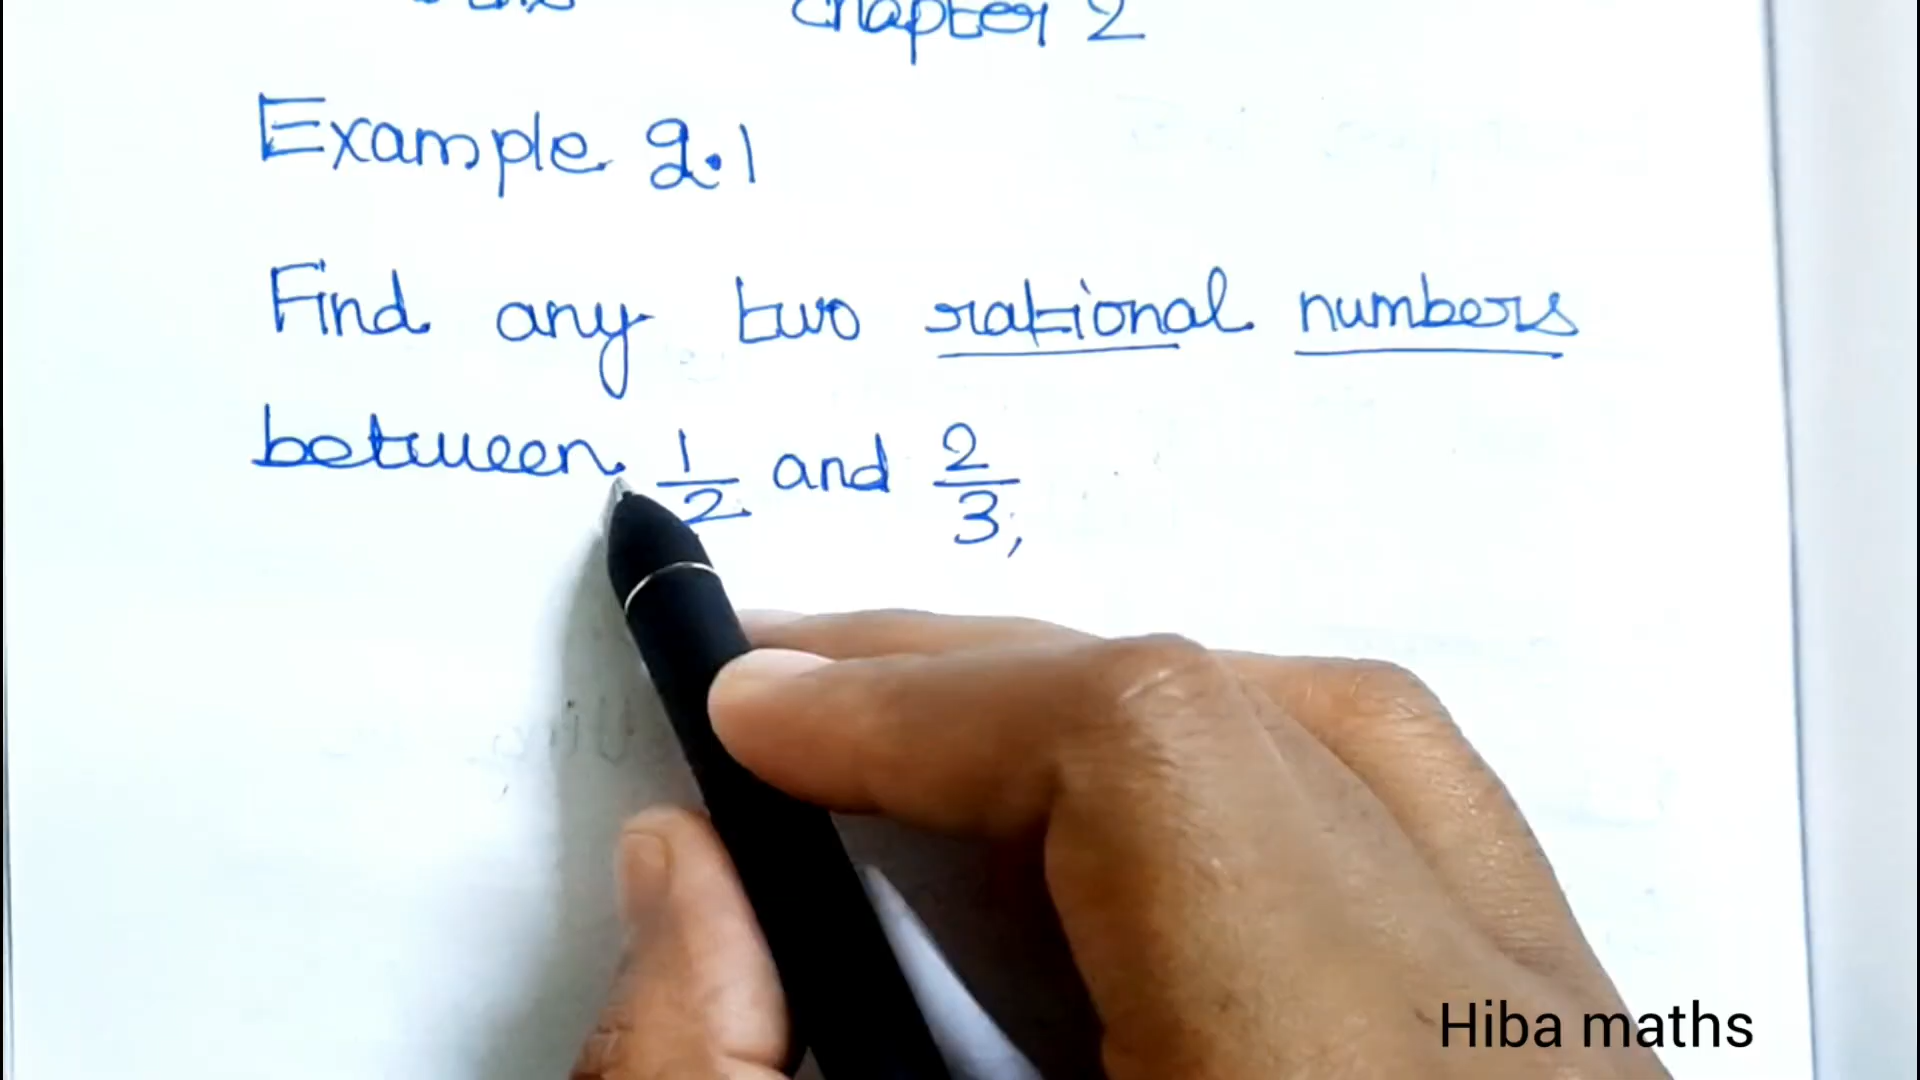 Chapter 2
Example 2.1
Find any two rational numbers
between 1/2 and 2/3,
Hiba maths